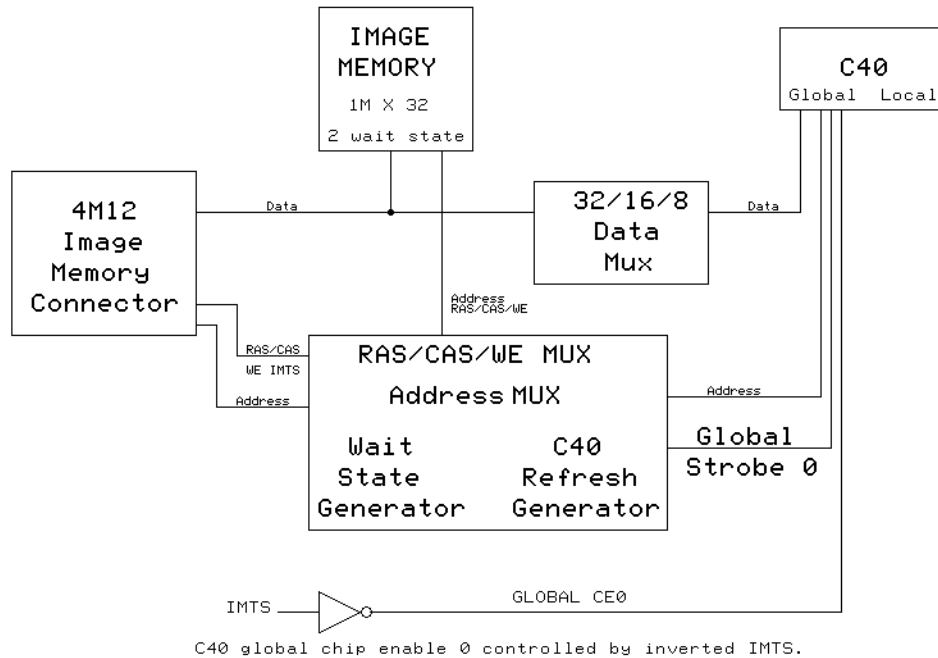 IMAGE
MEMORY
1M X 32
2 wait state
C40
Global Local
4M12
Image
Memory
Connector
Data
32/16/8
Data
Mux
Data
Address
RAS/CAS/WE
RAS/CAS
WE IMTS
Address
RAS/CAS/WE MUX
Address MUX
Wait
State
Generator
C40
Refresh
Generator
Address
Global
Strobe 0
IMTS
GLOBAL CE0
C40 global chip enable 0 controlled by inverted IMTS.